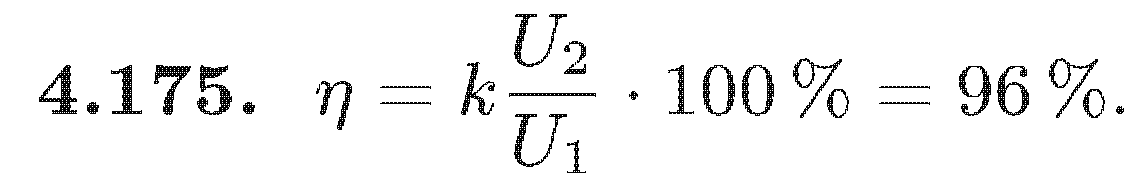 4.175. η = k U₂/U₁ · 100 % = 96 %.